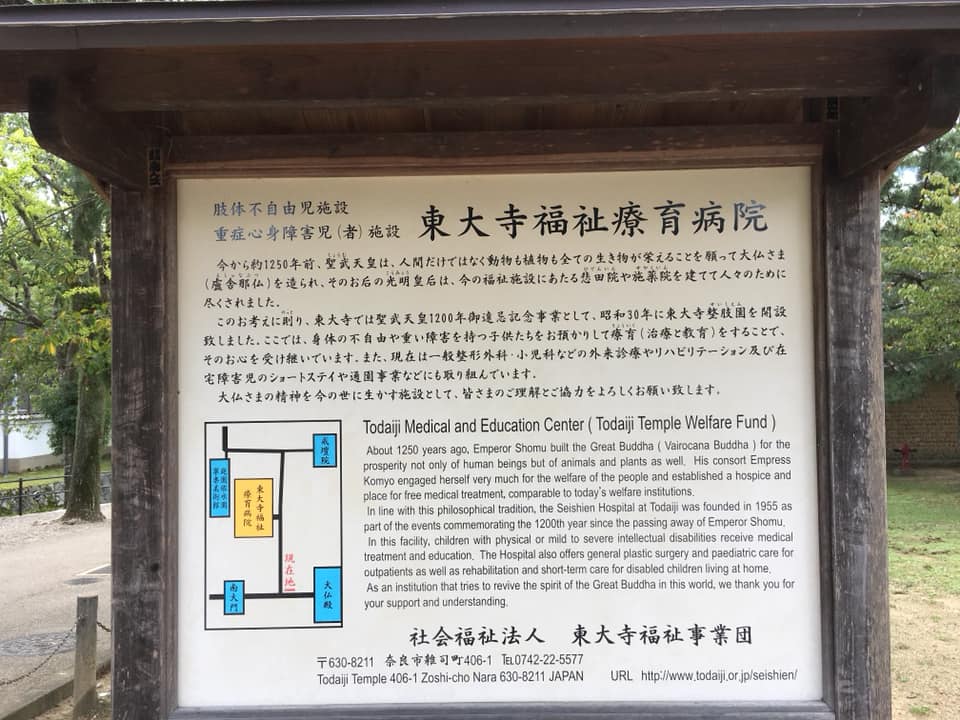 肢体不自由児施設
重症心身障害児(者)施設
東大寺福祉療育病院
今から約1250年前、聖武天皇は、人間だけではなく動物も植物も全ての生き物が栄えることを願って大仏さま
(盧舎那仏)を造られ、そのお后の光明皇后は、今の福祉施設にあたる悲田院や施薬院を建てて人々のために
尽くされました。
このお考えに則り、東大寺では聖武天皇1200年御遠忌記念事業として、昭和30年に東大寺整肢園を開設
致しました。ここでは、身体の不自由や重い障害を持つ子供たちをお預かりして療育(治療と教育)をすることで、
そのお心を受け継いでいます。また、現在は一般整形外科・小児科などの外来診療やリハビリテーション及び在
宅障害児のショートステイや通園事業などにも取り組んでいます。
大仏さまの精神を今の世に生かす施設として、皆さまのご理解とご協力をよろしくお願い致します。
Todaiji Medical and Education Center ( Todaiji Temple Welfare Fund )
About 1250 years ago, Emperor Shomu built the Great Buddha ( Vairocana Buddha ) for the
prosperity not only of human beings but of animals and plants as well. His consort Empress
Komyo engaged herself very much for the welfare of the people and established a hospice and
place for free medical treatment, comparable to today's welfare institutions.
In line with this philosophical tradition, the Seishien Hospital at Todaiji was founded in 1955 as
part of the events commemorating the 1200th year since the passing away of Emperor Shomu.
In this facility, children with physical or mild to severe intellectual disabilities receive medical
treatment and education. The Hospital also offers general plastic surgery and paediatric care for
outpatients as well as rehabilitation and short-term care for disabled children living at home.
As an institution that tries to revive the spirit of the Great Buddha in this world, we thank you for
your support and understanding.
戒壇院
庭園依水園
寧楽美術館
東大寺福祉
療育病院
現在地
南大門
大仏殿
社会福祉法人 東大寺福祉事業団
〒630-8211 奈良市雑司町406-1 ℡0742-22-5577
Todaiji Temple 406-1 Zoshi-cho Nara 630-8211 JAPAN URL http://www.todaiji.or.jp/seishien/